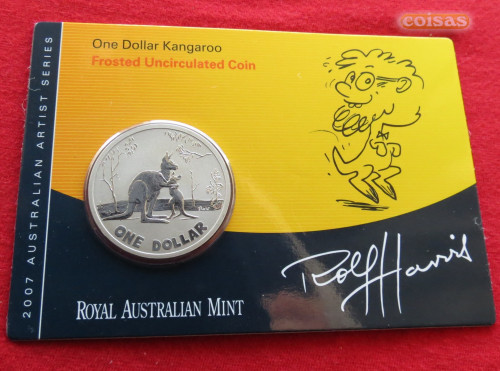 coisas
One Dollar Kangaroo
Frosted Uncirculated Coin
2007 AUSTRALIAN ARTIST SERIES
ONE DOLLAR
Rolf Harris
ROYAL AUSTRALIAN MINT